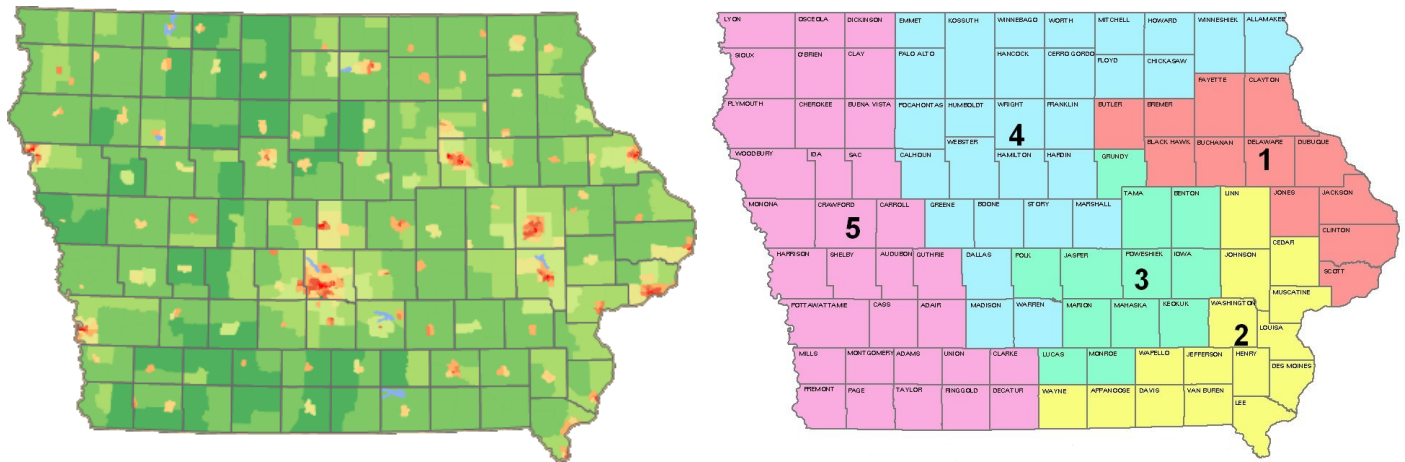 LYON OSCEOLA DICKINSON EMMET KOSSUTH WINNEBAGO WORTH MITCHELL HOWARD WINNESHIEK ALLAMAKEE
SIOUX O'BRIEN CLAY PALO ALTO HANCOCK CERRO GORDO FLOYD CHICKASAW
FAYETTE CLAYTON
PLYMOUTH CHEROKEE BUENA VISTA POCAHONTAS HUMBOLDT WRIGHT FRANKLIN BUTLER BREMER
4
WEBSTER BLACK HAWK BUCHANAN DELAWARE DUBUQUE
WOODBURY IDA SAC CALHOUN HAMILTON HARDIN GRUNDY 1
TAMA BENTON LINN JONES JACKSON
MONONA CRAWFORD CARROLL GREENE BOONE STORY MARSHALL
5 CLINTON
CEDAR
HARRISON SHELBY AUDUBON GUTHRIE DALLAS POLK JASPER POWESHIEK IOWA JOHNSON
3 SCOTT
MUSCATINE
POTTAWATTAMIE CASS ADAIR MADISON WARREN MARION MAHASKA KEOKUK WASHINGTON
2 LOUISA
MILLS MONTGOMERY ADAMS UNION CLARKE LUCAS MONROE WAPELLO JEFFERSON HENRY
DES MOINES
FREMONT PAGE TAYLOR RINGGOLD DECATUR WAYNE APPANOOSE DAVIS VAN BUREN
LEE